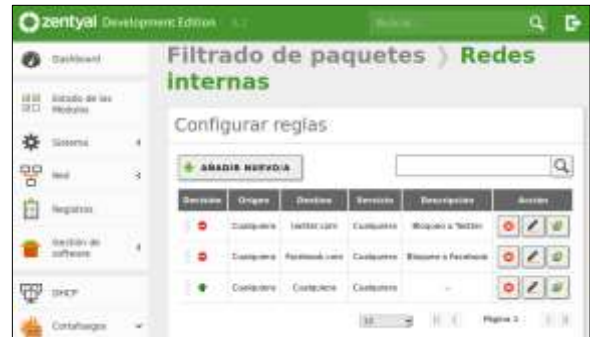 zentyal Development Edition
Buscar...
Dashboard
Estado de los Módulos
Sistema
Red
Registros
Gestión de software
DHCP
Cortafuegos
Filtrado de paquetes Redes internas
Configurar reglas
+ AÑADIR NUEVO/A
Decisión Origen Destino Servicio Descripción Acción
Cualquiera twitter.com Cualquiera Bloqueo a Twitter
Cualquiera Facebook.com Cualquiera Bloqueo a Facebook
Cualquiera Cualquiera Cualquiera -
10
Página 1